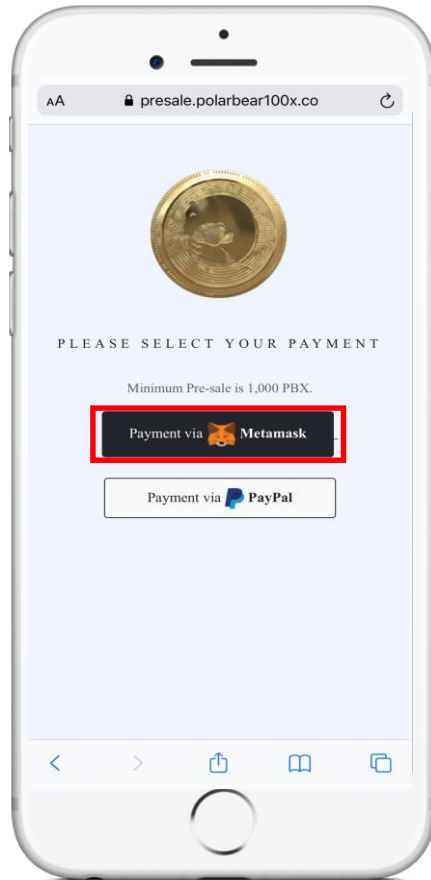 AA presale.polarbear100x.co
PLEASE SELECT YOUR PAYMENT
Minimum Pre-sale is 1,000 PBX.
Payment via Metamask
Payment via PayPal